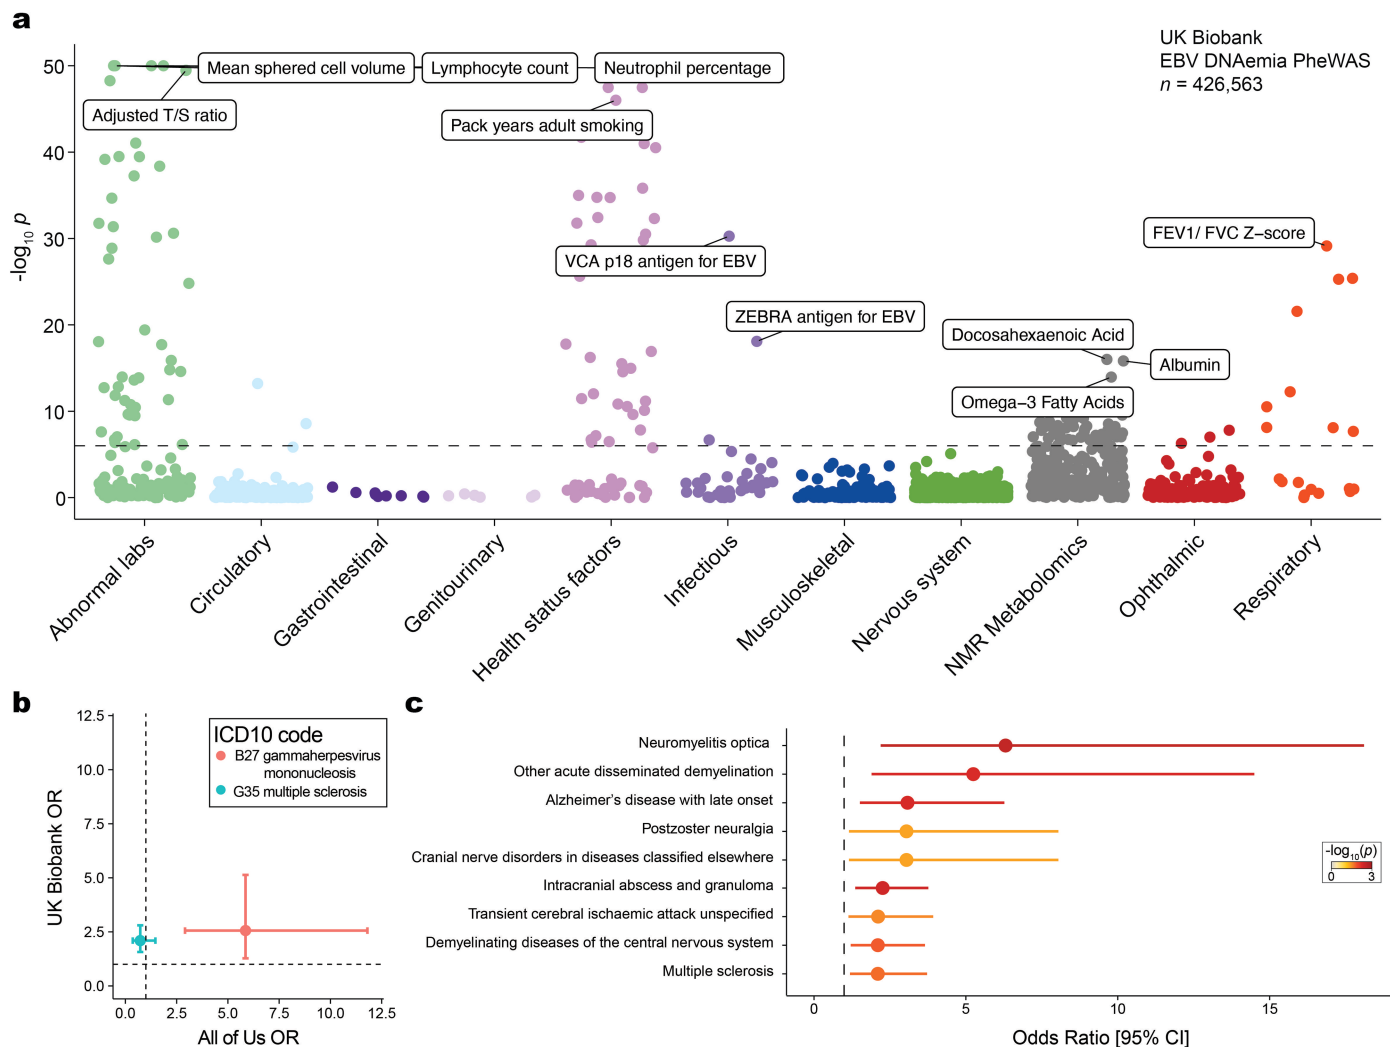 a
UK Biobank
EBV DNAemia PheWAS
n = 426,563
50
40
30
20
10
0
-log10 p
Mean sphered cell volume
Lymphocyte count
Neutrophil percentage
Adjusted T/S ratio
Pack years adult smoking
VCA p18 antigen for EBV
FEV1/ FVC Z−score
ZEBRA antigen for EBV
Docosahexaenoic Acid
Albumin
Omega−3 Fatty Acids
Abnormal labs
Circulatory
Gastrointestinal
Genitourinary
Health status factors
Infectious
Musculoskeletal
Nervous system
NMR Metabolomics
Ophthalmic
Respiratory
b
12.5
10.0
7.5
5.0
2.5
0.0
UK Biobank OR
ICD10 code
B27 gammaherpesvirus
mononucleosis
G35 multiple sclerosis
0.0
2.5
5.0
7.5
10.0
12.5
All of Us OR
c
Neuromyelitis optica
Other acute disseminated demyelination
Alzheimer's disease with late onset
Postzoster neuralgia
Cranial nerve disorders in diseases classified elsewhere
Intracranial abscess and granuloma
Transient cerebral ischaemic attack unspecified
Demyelinating diseases of the central nervous system
Multiple sclerosis
-log10(p)
0 3
0
5
10
15
Odds Ratio [95% CI]